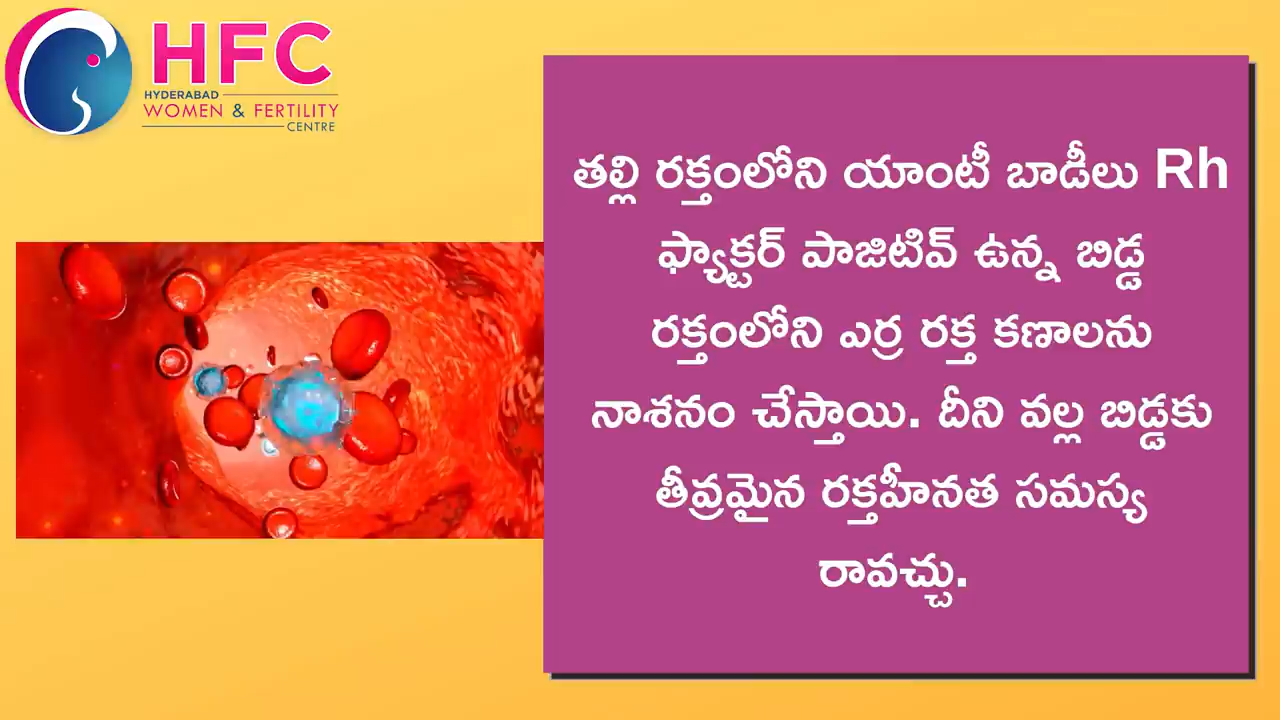 HFC
HYDERABAD
WOMEN & FERTILITY
CENTRE
తల్లి రక్తంలోని యాంటీ బాడీలు Rh
ఫ్యాక్టర్ పాజిటివ్ ఉన్న బిడ్డ
రక్తంలోని ఎర్ర రక్త కణాలను
నాశనం చేస్తాయి. దీని వల్ల బిడ్డకు
తీవ్రమైన రక్తహీనత సమస్య
రావచ్చు.